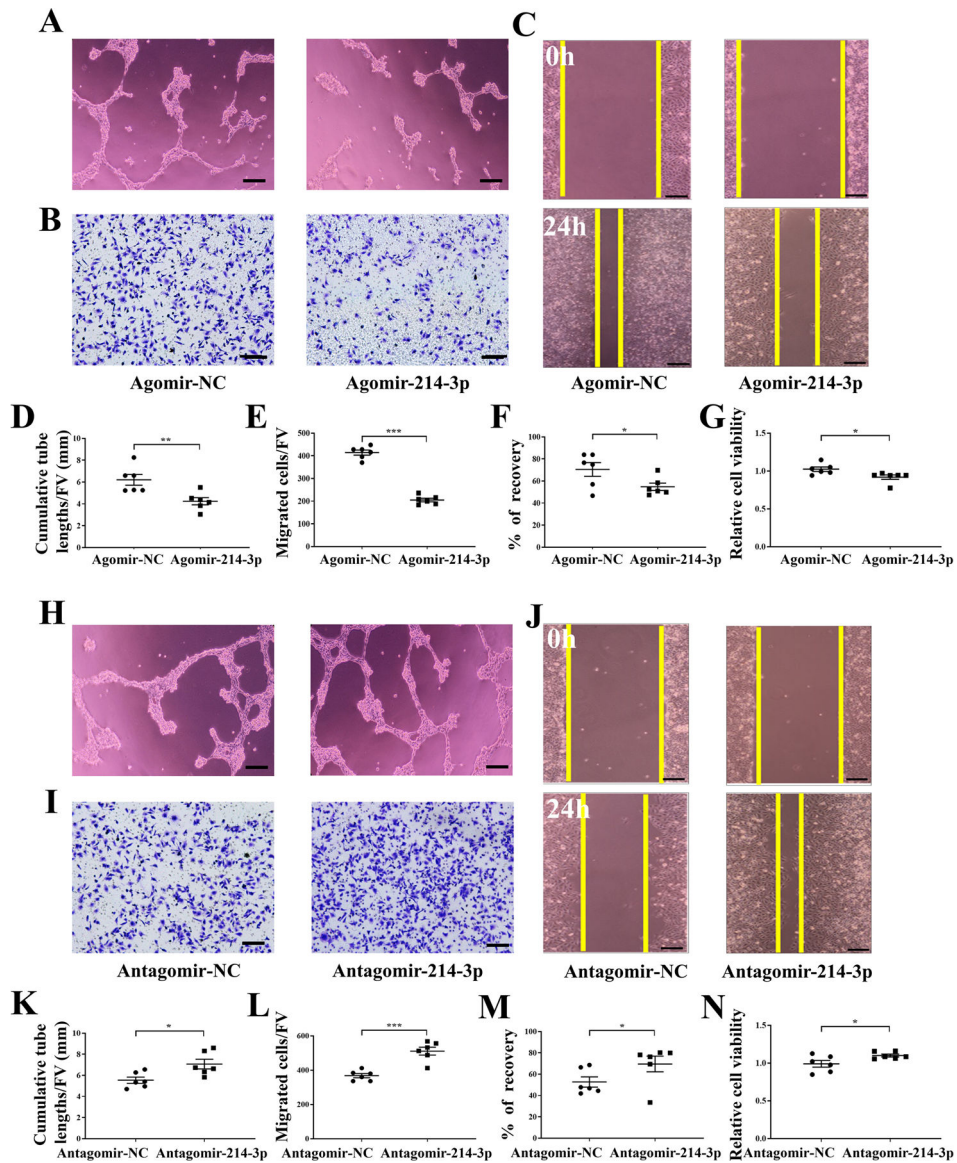 A
C
0h
B
24h
Agomir-NC
Agomir-214-3p
Agomir-NC
Agomir-214-3p
D
Cumulative tube
lengths/FV (mm)
10
8
6
4
2
0
**
Agomir-NC
Agomir-214-3p
E
Migrated cells/FV
500
400
300
200
100
0
***
Agomir-NC
Agomir-214-3p
F
% of recovery
100
80
60
40
20
0
*
Agomir-NC
Agomir-214-3p
G
Relative cell viability
1.5
1.0
0.5
0.0
*
Agomir-NC
Agomir-214-3p
H
J
0h
I
24h
Antagomir-NC
Antagomir-214-3p
Antagomir-NC
Antagomir-214-3p
K
Cumulative tube
lengths/FV (mm)
10
8
6
4
2
0
*
Antagomir-NC
Antagomir-214-3p
L
Migrated cells/FV
600
400
200
0
***
Antagomir-NC
Antagomir-214-3p
M
% of recovery
100
80
60
40
20
0
*
Antagomir-NC
Antagomir-214-3p
N
Relative cell viability
1.5
1.0
0.5
0.0
*
Antagomir-NC
Antagomir-214-3p